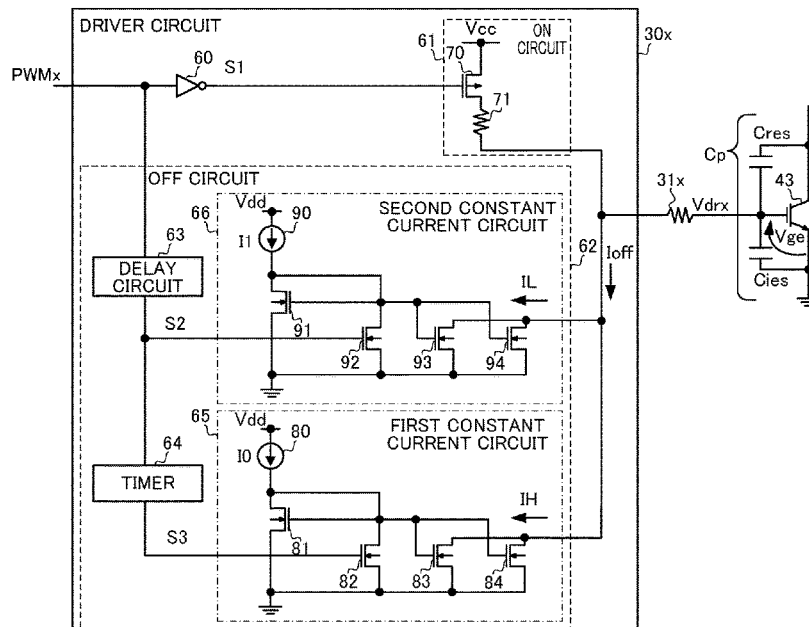 DRIVER CIRCUIT
PWMx
60
S1
61
Vcc
70
ON
CIRCUIT
71
30x
Cres
Cp
43
31x
Vdrx
Vge
Cies
Ioff
OFF CIRCUIT
63
DELAY
CIRCUIT
66
Vdd
90
I1
SECOND CONSTANT
CURRENT CIRCUIT
62
IL
91
S2
92
93
94
65
Vdd
80
I0
FIRST CONSTANT
CURRENT CIRCUIT
64
TIMER
IH
81
S3
82
83
84